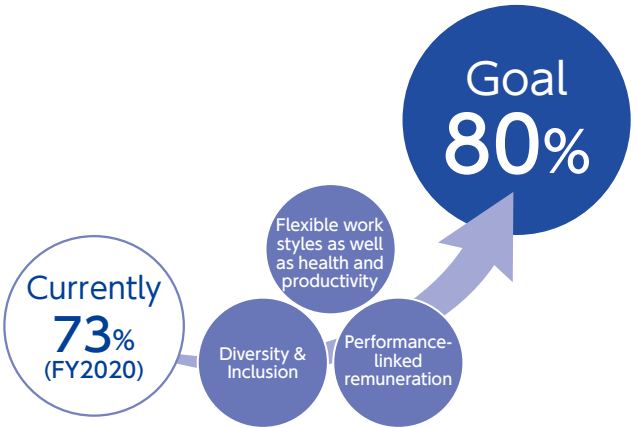 Goal
80%
Flexible work
styles as well
as health and
productivity
Currently
73%
(FY2020)
Diversity &
Inclusion
Performance-
linked
remuneration